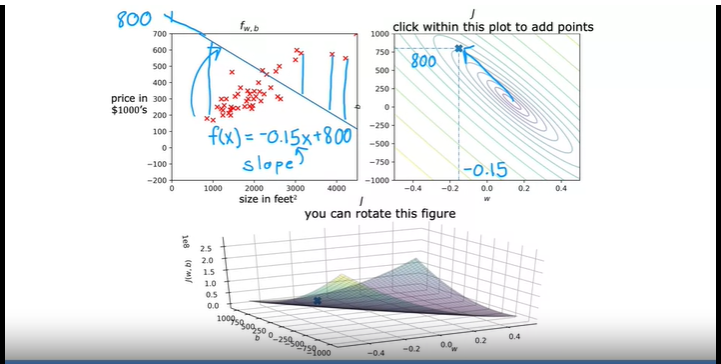 800
f_w,b
700
600
500
400
300
200
100
0
−100
−200
price in
$1000's
0 1000 2000 3000 4000
size in feet²
f(x) = -0.15x+800
slope
J
click within this plot to add points
1000
750
500
250
0
−250
−500
−750
−1000
b
800
-0.15
−0.4 −0.2 0.0 0.2 0.4
w
J
you can rotate this figure
1e8
J(w, b)
2.5
2.0
1.5
1.0
0.5
0.0
1000 750 500 250 0 −250 −500 −750 −1000
b
−0.4 −0.2 0.0 0.2 0.4
w